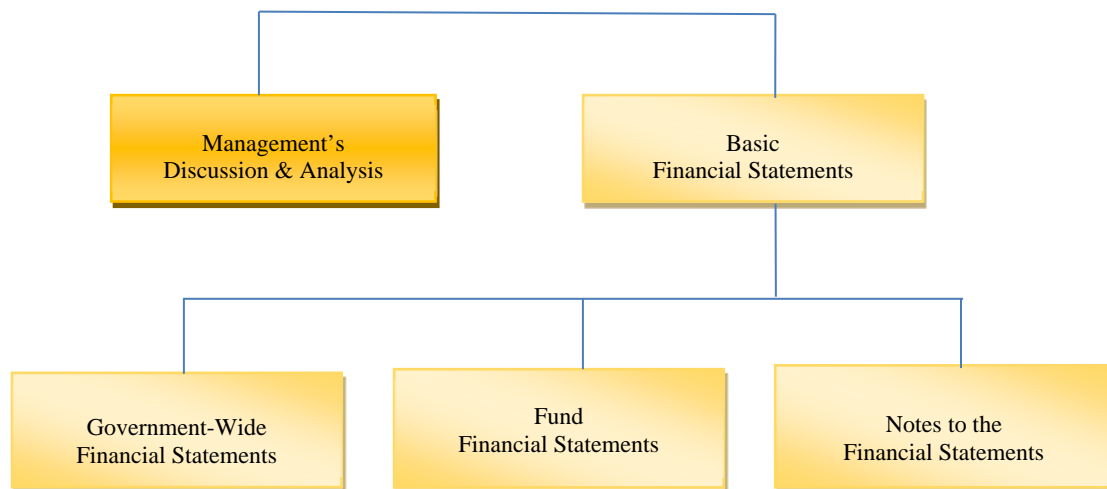 Management’s
Discussion & Analysis
Basic
Financial Statements
Government-Wide
Financial Statements
Fund
Financial Statements
Notes to the
Financial Statements